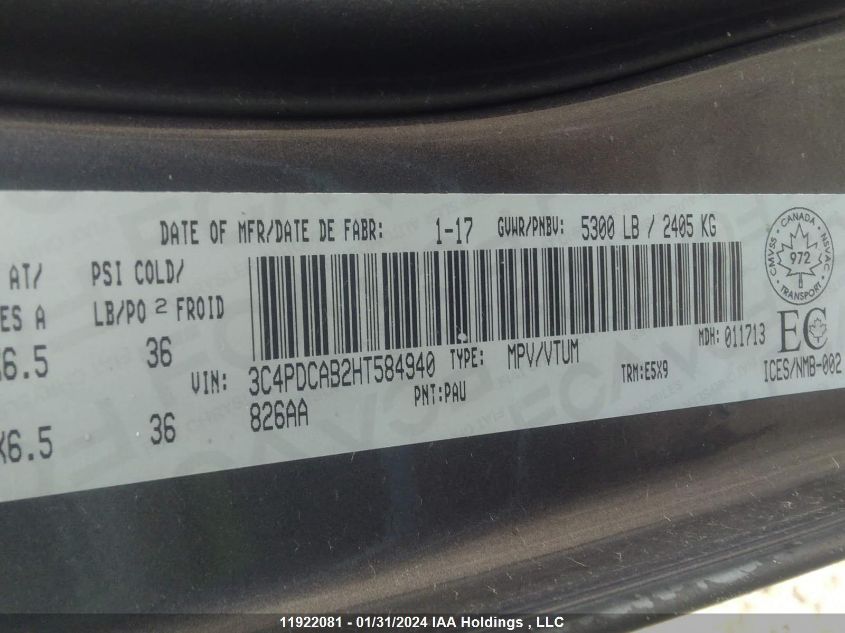 DATE OF MFR/DATE DE FABR: 1-17 GVWR/PNBV: 5300 LB / 2405 KG
AT/ PSI COLD/
ES A LB/PO 2 FROID
6.5 36
VIN: 3C4PDCAB2HT584940 TYPE: MPV/VTUM MDH: 011713
826AA PNT:PAU TRM:E5X9
X6.5 36
CANADA
CMVSS 972 NSVAC
TRANSPORT
EC
ICES/NMB-002
11922081 - 01/31/2024 IAA Holdings , LLC